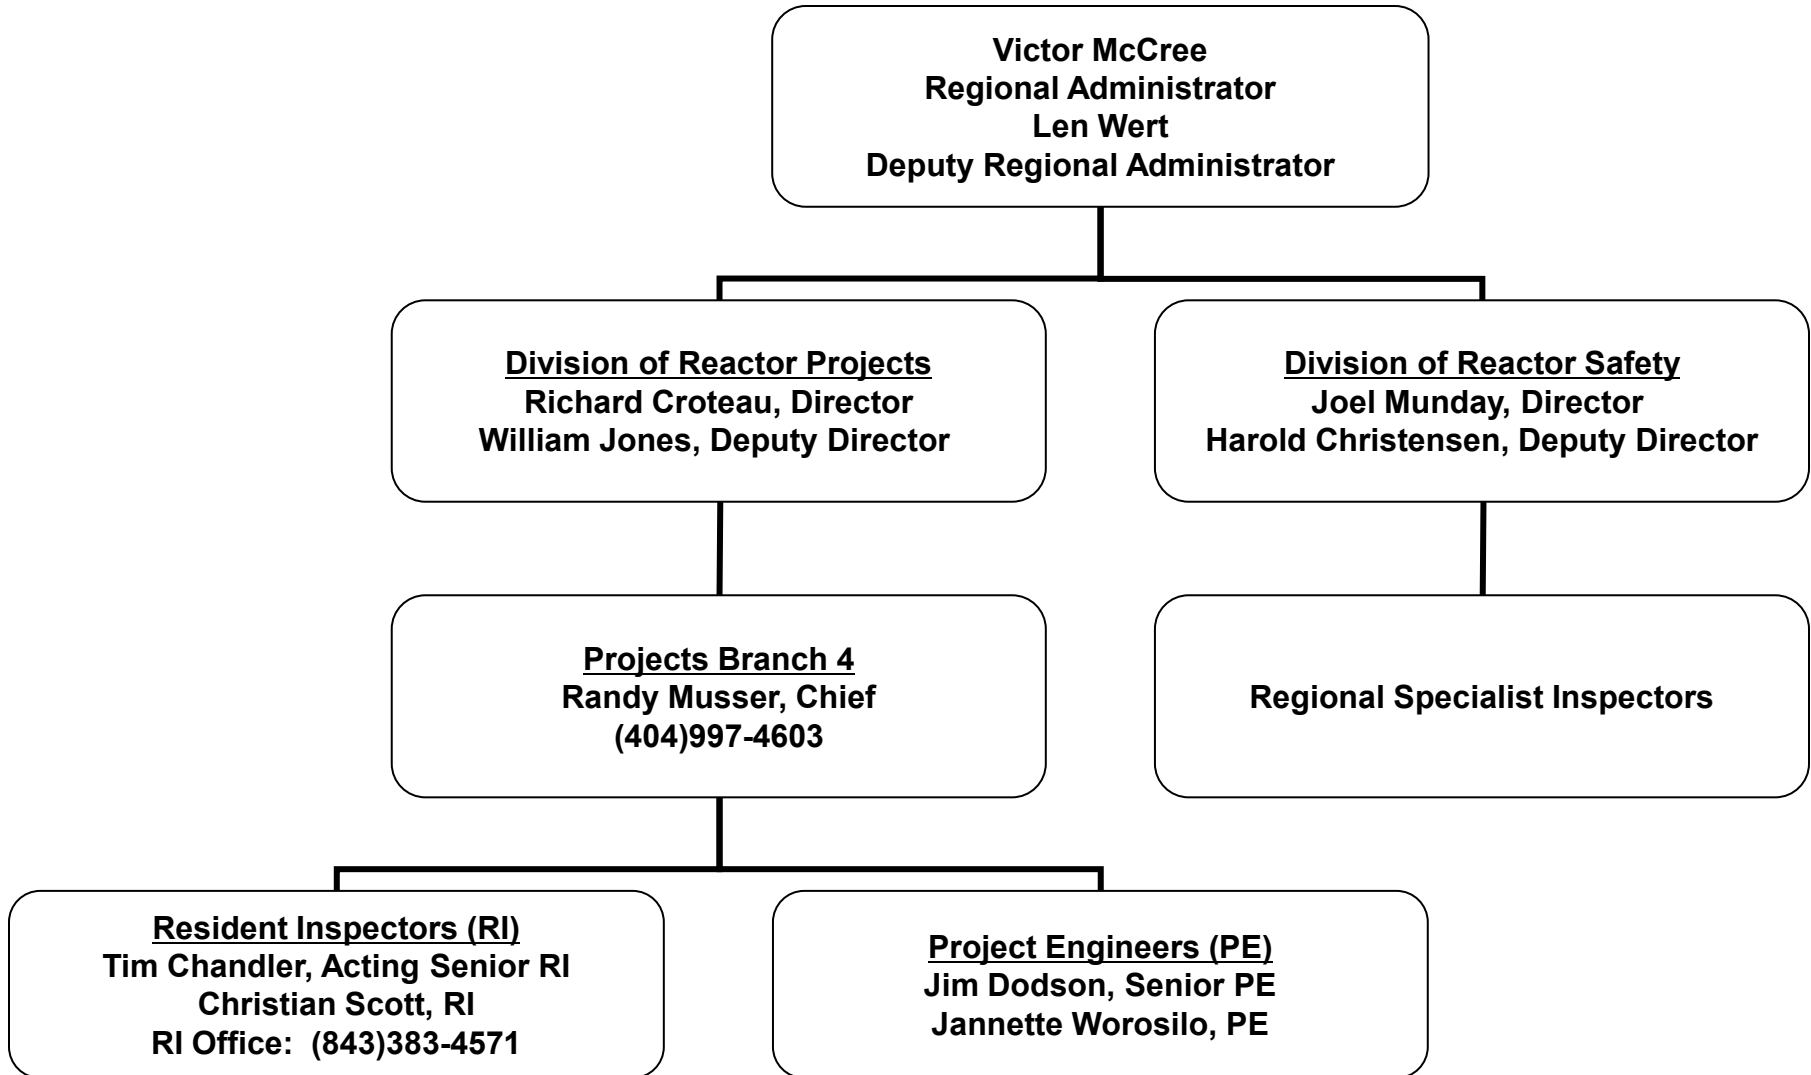 Victor McCree
Regional Administrator
Len Wert
Deputy Regional Administrator
Division of Reactor Projects
Richard Croteau, Director
William Jones, Deputy Director
Division of Reactor Safety
Joel Munday, Director
Harold Christensen, Deputy Director
Projects Branch 4
Randy Musser, Chief
(404)997-4603
Regional Specialist Inspectors
Resident Inspectors (RI)
Tim Chandler, Acting Senior RI
Christian Scott, RI
RI Office:  (843)383-4571
Project Engineers (PE)
Jim Dodson, Senior PE
Jannette Worosilo, PE